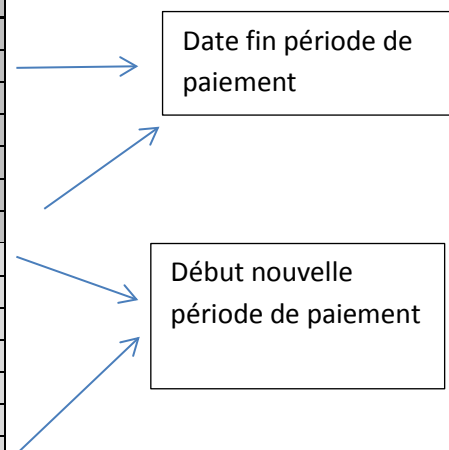 Date fin période de
paiement
Début nouvelle
période de paiement